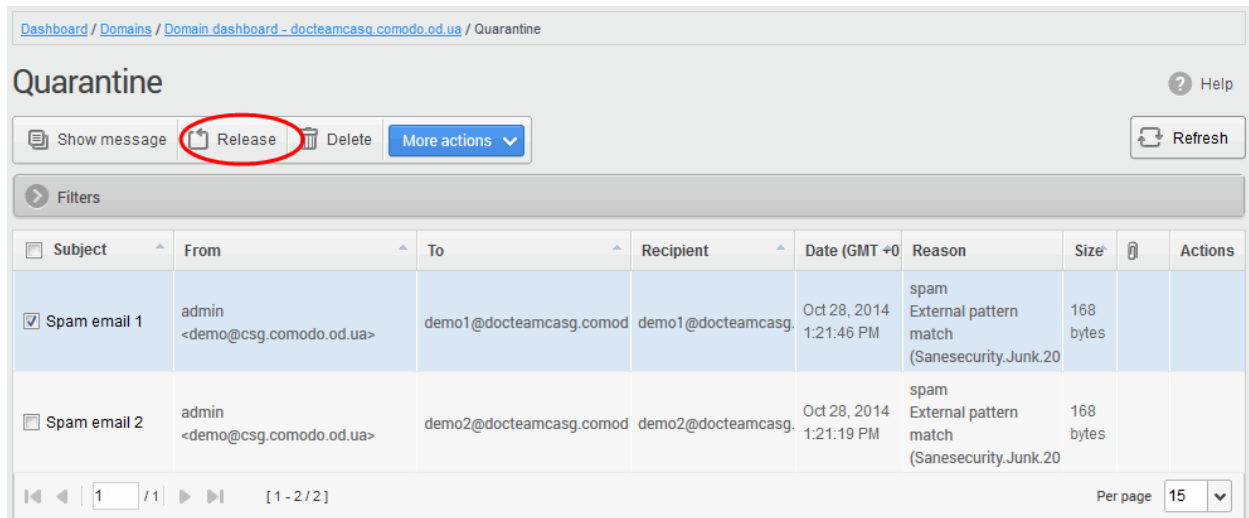 Dashboard / Domains / Domain dashboard - docteamcasg.comodo.od.ua / Quarantine
Quarantine
Help
Show message Release Delete More actions Refresh
Filters
Subject From To Recipient Date (GMT +0 Reason Size Actions
Spam email 1
admin
<demo@csg.comodo.od.ua>
demo1@docteamcasg.comod
demo1@docteamcasg.
Oct 28, 2014
1:21:46 PM
spam
External pattern
match
(Sanesecurity.Junk.20
168
bytes
Spam email 2
admin
<demo@csg.comodo.od.ua>
demo2@docteamcasg.comod
demo2@docteamcasg.
Oct 28, 2014
1:21:19 PM
spam
External pattern
match
(Sanesecurity.Junk.20
168
bytes
1 / 1 [ 1 - 2 / 2 ] Per page 15